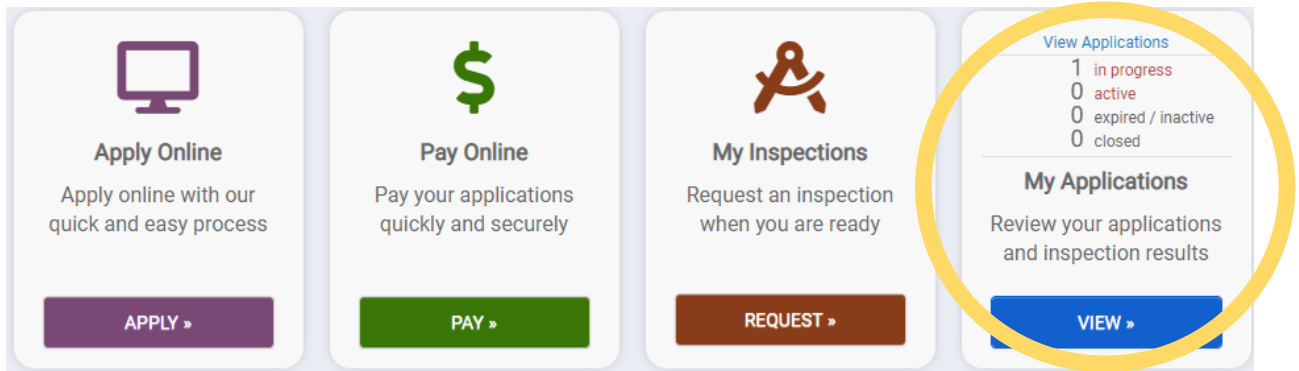 Apply Online
Apply online with our
quick and easy process
APPLY »
$
Pay Online
Pay your applications
quickly and securely
PAY »
My Inspections
Request an inspection
when you are ready
REQUEST »
View Applications
1 in progress
0 active
0 expired / inactive
0 closed
My Applications
Review your applications
and inspection results
VIEW »